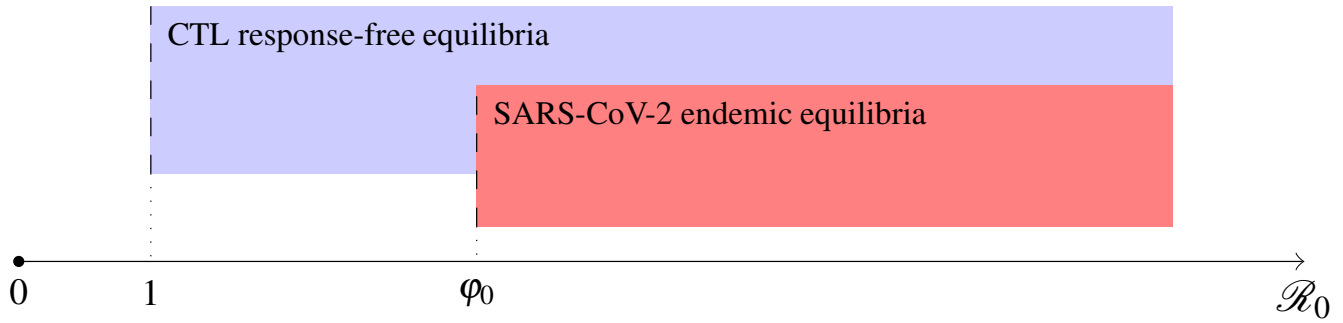 CTL response-free equilibria
SARS-CoV-2 endemic equilibria
0 1 φ₀ ℛ₀